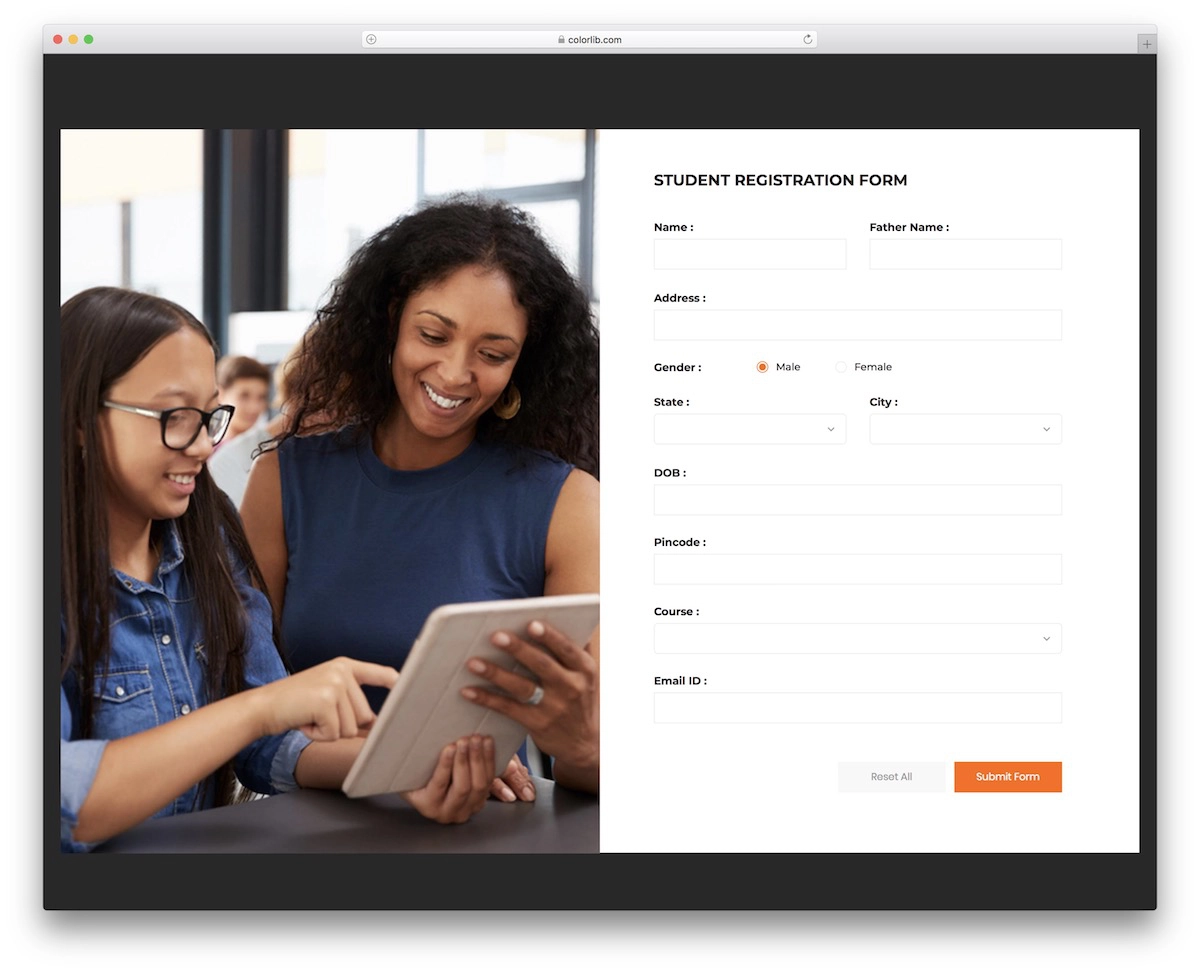 colorlib.com
STUDENT REGISTRATION FORM
Name : Father Name :
Address :
Gender : Male Female
State : City :
DOB :
Pincode :
Course :
Email ID :
Reset All Submit Form